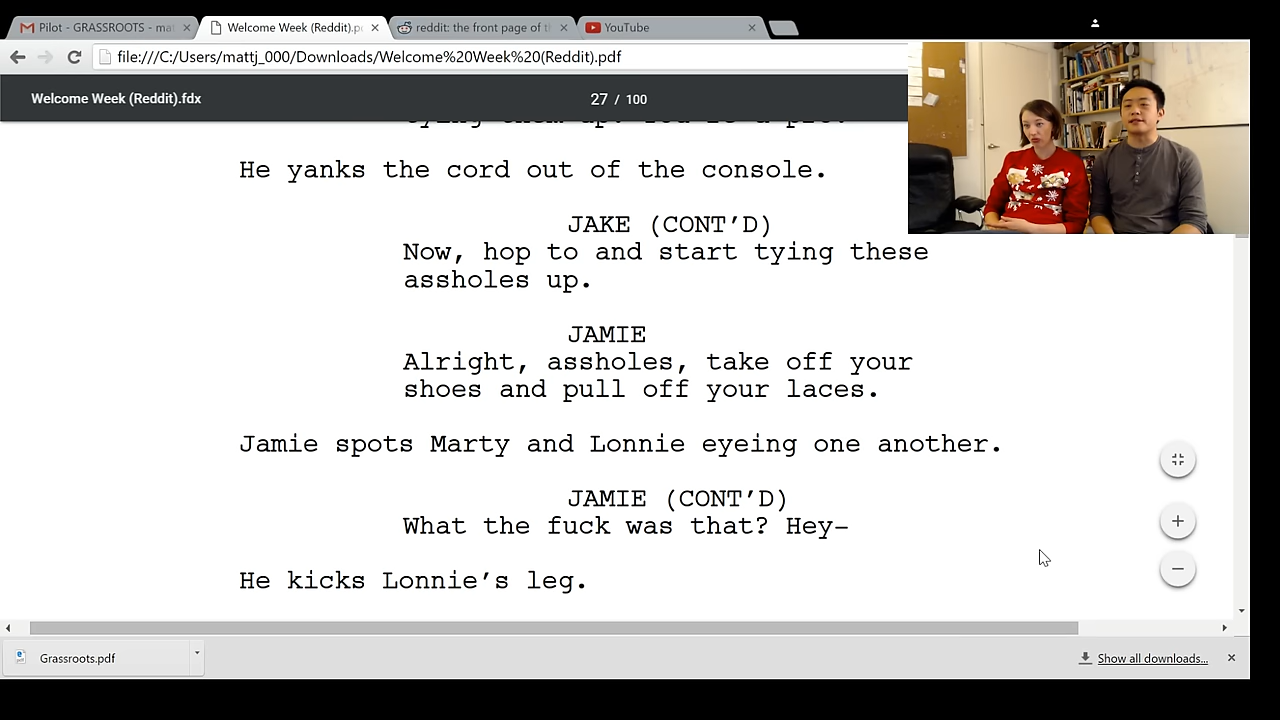 Pilot - GRASSROOTS - ma
Welcome Week (Reddit).p
reddit: the front page of t
YouTube
file:///C:/Users/mattj_000/Downloads/Welcome%20Week%20(Reddit).pdf
Welcome Week (Reddit).fdx
27 / 100
He yanks the cord out of the console.
JAKE (CONT’D)
Now, hop to and start tying these
assholes up.
JAMIE
Alright, assholes, take off your
shoes and pull off your laces.
Jamie spots Marty and Lonnie eyeing one another.
JAMIE (CONT’D)
What the fuck was that? Hey—
He kicks Lonnie’s leg.
Grassroots.pdf
Show all downloads...